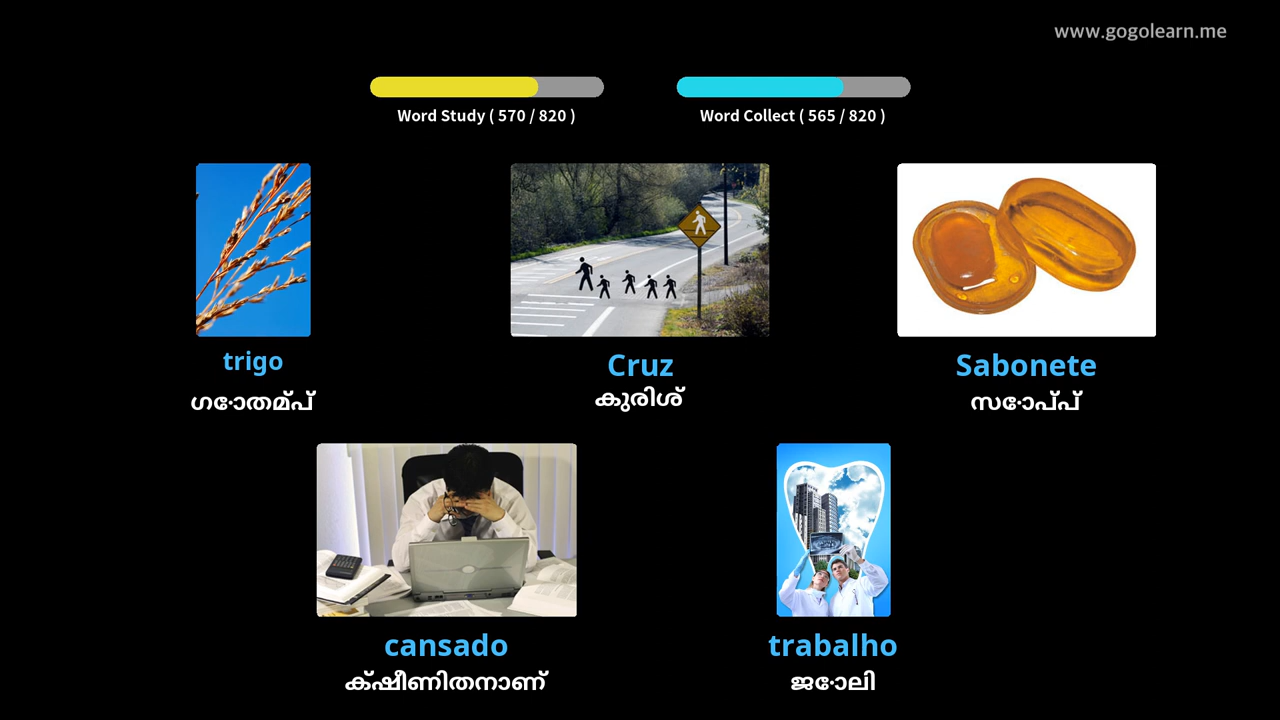 www.gogolearn.me
Word Study ( 570 / 820 )
Word Collect ( 565 / 820 )
trigo
ഗോതമ്പ്
Cruz
കുരിശ്
Sabonete
സോപ്പ്
cansado
ക്ഷീണിതനാണ്
trabalho
ജോലി